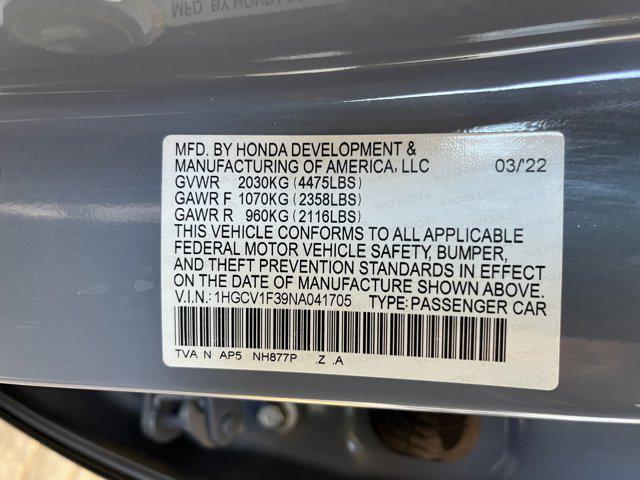 MFD. BY HONDA DEVELOPMENT &
MANUFACTURING OF AMERICA, LLC 03/'22
GVWR 2030KG (4475LBS)
GAWR F 1070KG (2358LBS)
GAWR R 960KG (2116LBS)
THIS VEHICLE CONFORMS TO ALL APPLICABLE
FEDERAL MOTOR VEHICLE SAFETY, BUMPER,
AND THEFT PREVENTION STANDARDS IN EFFECT
ON THE DATE OF MANUFACTURE SHOWN ABOVE.
V.I.N.: 1HGCV1F39NA041705 TYPE: PASSENGER CAR
TVA N AP5 NH877P .Z .A